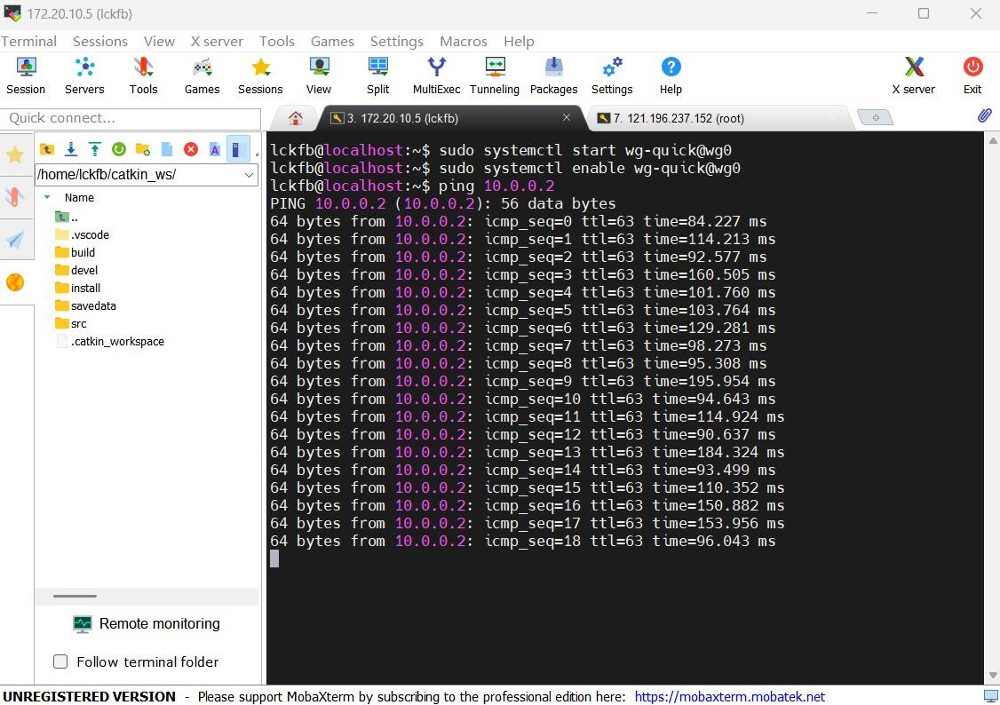 172.20.10.5 (lckfb)
Terminal Sessions View X server Tools Games Settings Macros Help
Session Servers Tools Games Sessions View Split MultiExec Tunneling Packages Settings Help X server Exit
Quick connect...
3. 172.20.10.5 (lckfb)
7. 121.196.237.152 (root)
/home/lckfb/catkin_ws/
Name
..
.vscode
build
devel
install
savedata
src
.catkin_workspace
Remote monitoring
Follow terminal folder
lckfb@localhost:~$ sudo systemctl start wg-quick@wg0
lckfb@localhost:~$ sudo systemctl enable wg-quick@wg0
lckfb@localhost:~$ ping 10.0.0.2
PING 10.0.0.2 (10.0.0.2): 56 data bytes
64 bytes from 10.0.0.2: icmp_seq=0 ttl=63 time=84.227 ms
64 bytes from 10.0.0.2: icmp_seq=1 ttl=63 time=114.213 ms
64 bytes from 10.0.0.2: icmp_seq=2 ttl=63 time=92.577 ms
64 bytes from 10.0.0.2: icmp_seq=3 ttl=63 time=160.505 ms
64 bytes from 10.0.0.2: icmp_seq=4 ttl=63 time=101.760 ms
64 bytes from 10.0.0.2: icmp_seq=5 ttl=63 time=103.764 ms
64 bytes from 10.0.0.2: icmp_seq=6 ttl=63 time=129.281 ms
64 bytes from 10.0.0.2: icmp_seq=7 ttl=63 time=98.273 ms
64 bytes from 10.0.0.2: icmp_seq=8 ttl=63 time=95.308 ms
64 bytes from 10.0.0.2: icmp_seq=9 ttl=63 time=195.954 ms
64 bytes from 10.0.0.2: icmp_seq=10 ttl=63 time=94.643 ms
64 bytes from 10.0.0.2: icmp_seq=11 ttl=63 time=114.924 ms
64 bytes from 10.0.0.2: icmp_seq=12 ttl=63 time=90.637 ms
64 bytes from 10.0.0.2: icmp_seq=13 ttl=63 time=184.324 ms
64 bytes from 10.0.0.2: icmp_seq=14 ttl=63 time=93.499 ms
64 bytes from 10.0.0.2: icmp_seq=15 ttl=63 time=110.352 ms
64 bytes from 10.0.0.2: icmp_seq=16 ttl=63 time=150.882 ms
64 bytes from 10.0.0.2: icmp_seq=17 ttl=63 time=153.956 ms
64 bytes from 10.0.0.2: icmp_seq=18 ttl=63 time=96.043 ms
UNREGISTERED VERSION - Please support MobaXterm by subscribing to the professional edition here: https://mobaxterm.mobatek.net